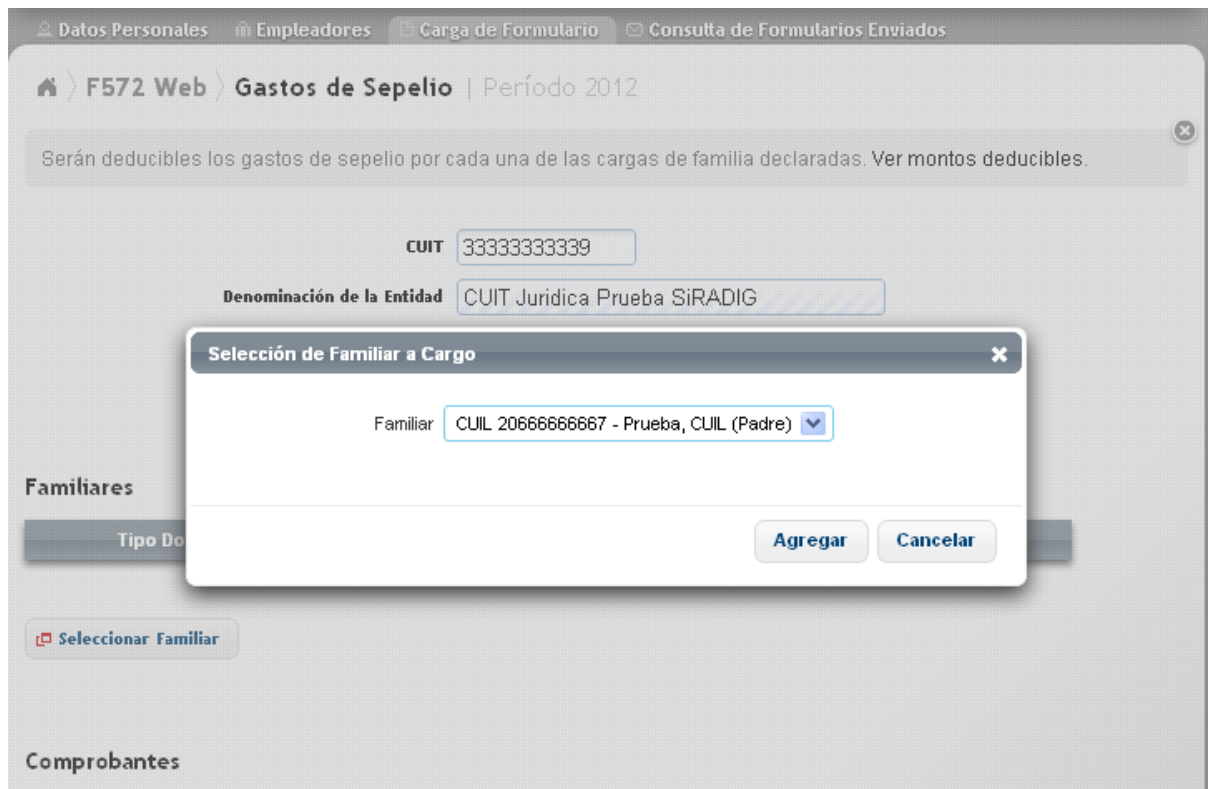 Datos Personales Empleadores Carga de Formulario Consulta de Formularios Enviados
F572 Web Gastos de Sepelio | Período 2012
Serán deducibles los gastos de sepelio por cada una de las cargas de familia declaradas. Ver montos deducibles.
CUIT 33333333339
Denominación de la Entidad CUIT Juridica Prueba SiRADIG
Selección de Familiar a Cargo
Familiar CUIL 20666666667 - Prueba, CUIL (Padre)
Familiares
Tipo Do
Agregar Cancelar
Seleccionar Familiar
Comprobantes